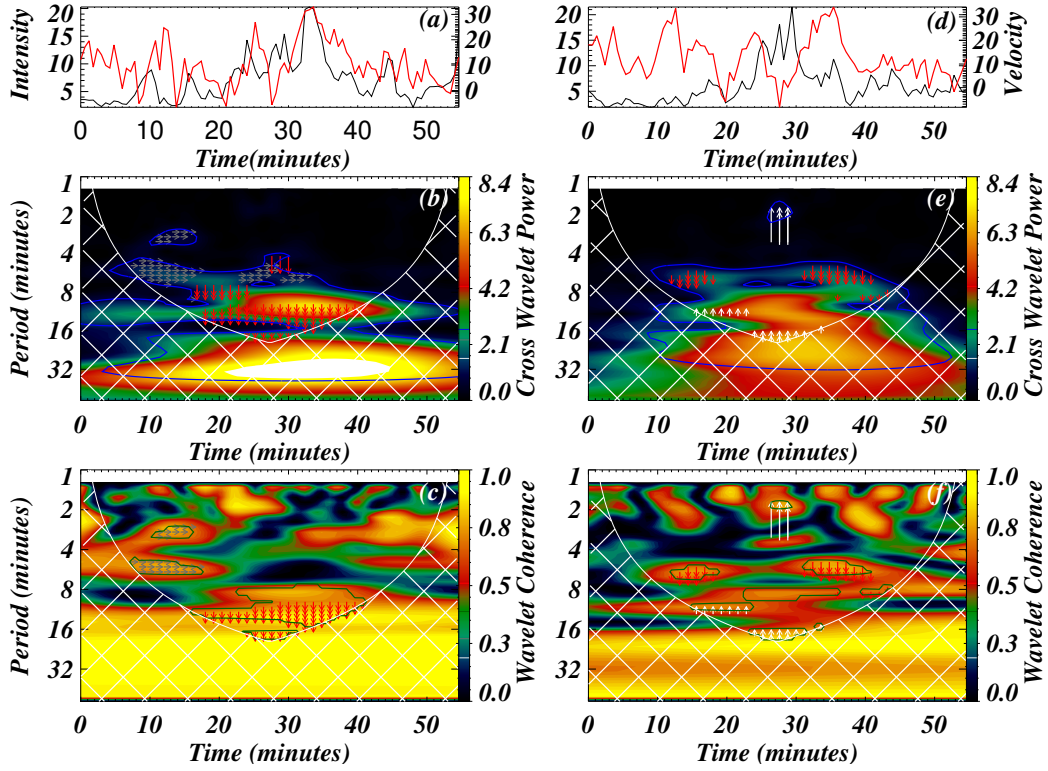 (a)
Intensity
20
15
10
5
30
20
10
0
0 10 20 30 40 50
Time(minutes)
(d)
20
15
10
5
30
20
10
0
Velocity
0 10 20 30 40 50
Time(minutes)
(b)
Period (minutes)
1
2
4
8
16
32
8.4
6.3
4.2
2.1
0.0
Cross Wavelet Power
0 10 20 30 40 50
Time (minutes)
(e)
1
2
4
8
16
32
8.4
6.3
4.2
2.1
0.0
Cross Wavelet Power
0 10 20 30 40 50
Time (minutes)
(c)
Period (minutes)
1
2
4
8
16
32
1.0
0.8
0.5
0.3
0.0
Wavelet Coherence
0 10 20 30 40 50
Time (minutes)
(f)
1
2
4
8
16
32
1.0
0.8
0.5
0.3
0.0
Wavelet Coherence
0 10 20 30 40 50
Time (minutes)